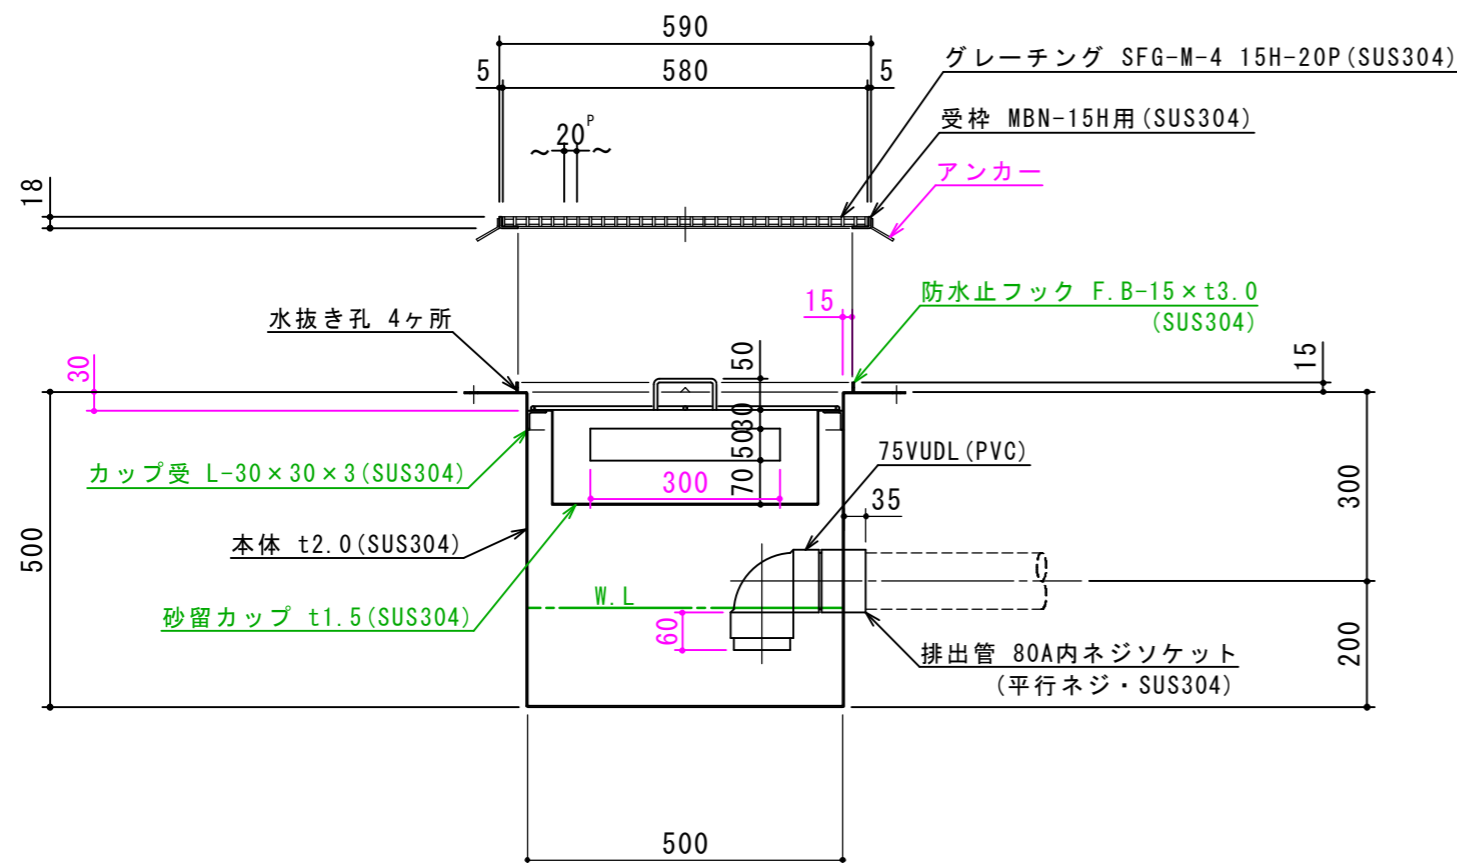 590
5
580
5
グレーチング SFG-M-4 15H-20P(SUS304)
受枠 MBN-15H用(SUS304)
20P
~ ~
アンカー
18
防水止フック F.B-15×t3.0
(SUS304)
15
水抜き孔 4ヶ所
50
15
30
30
50
70
カップ受 L-30×30×3(SUS304)
300
75VUDL(PVC)
35
300
500
本体 t2.0(SUS304)
W.L
砂留カップ t1.5(SUS304)
60
排出管 80A内ネジソケット
(平行ネジ・SUS304)
200
500